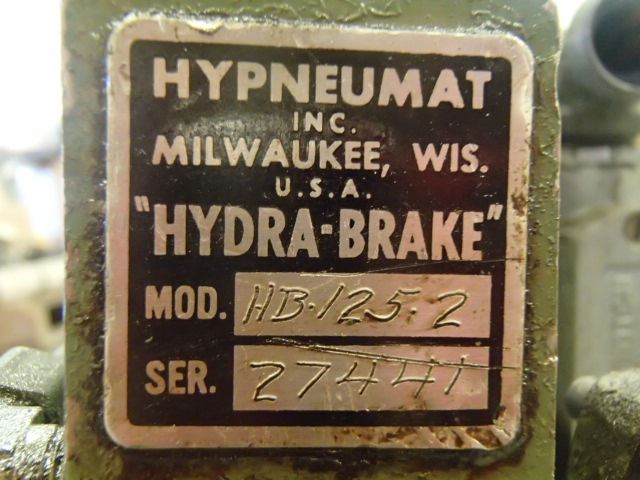 HYPNEUMAT
INC.
MILWAUKEE, WIS.
U.S.A.
"HYDRA-BRAKE"
MOD. HB·125·2
SER. 27441